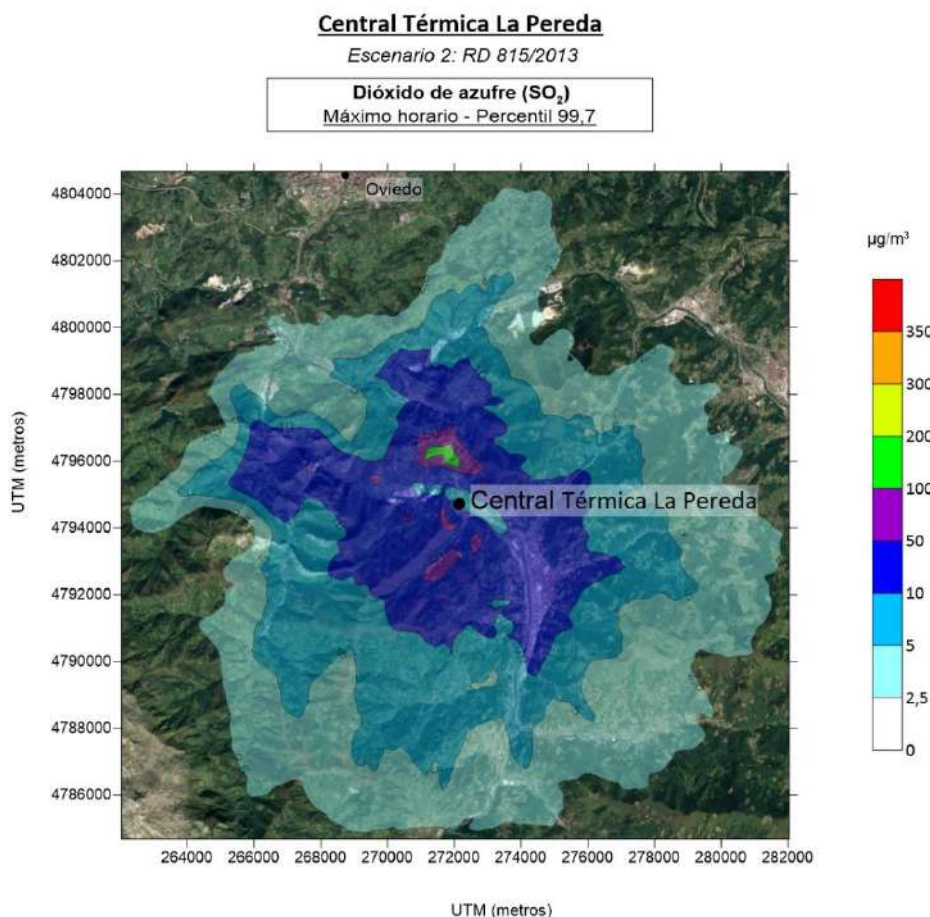 Central Térmica La Pereda
Escenario 2: RD 815/2013
Dióxido de azufre (SO₂)
Máximo horario - Percentil 99,7
4804000
4802000
4800000
4798000
4796000
4794000
4792000
4790000
4788000
4786000
UTM (metros)
Oviedo
Central Térmica La Pereda
264000 266000 268000 270000 272000 274000 276000 278000 280000 282000
UTM (metros)
µg/m³
350
300
200
100
50
10
5
2,5
0